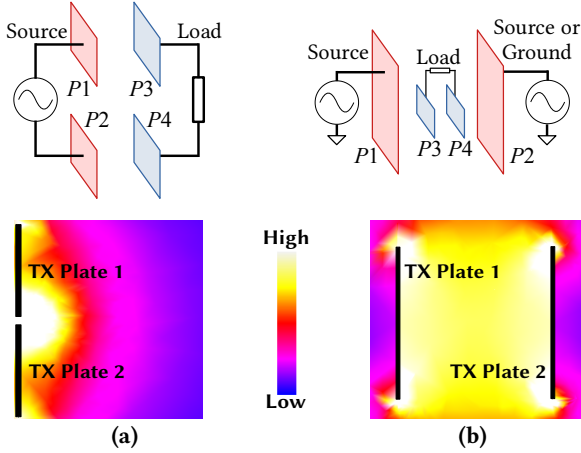 Source
Load
P1
P3
P2
P4
Source
Load
Source or
Ground
P1
P3
P4
P2
TX Plate 1
TX Plate 2
High
Low
TX Plate 1
TX Plate 2
(a)
(b)